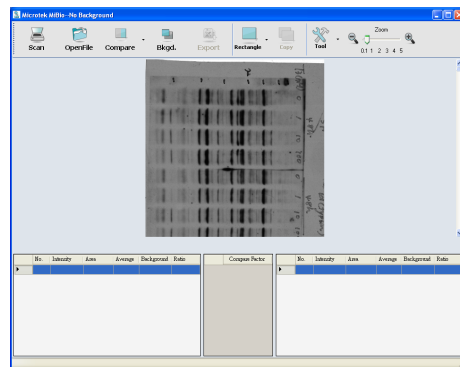 Microtek MiBio--No Background
Scan OpenFile Compare Bkgd. Export Rectangle Copy Tool
Zoom
0.1 1 2 3 4 5
No. Intensity Area Average Background Ratio
Compare Factor
No. Intensity Area Average Background Ratio